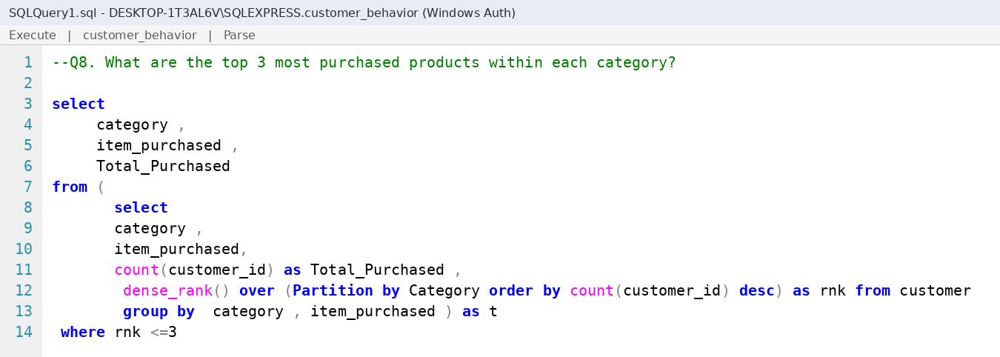 SQLQuery1.sql - DESKTOP-1T3AL6V\SQLEXPRESS.customer_behavior (Windows Auth)
Execute | customer_behavior | Parse
1 --Q8. What are the top 3 most purchased products within each category?
2
3 select
4 category ,
5 item_purchased ,
6 Total_Purchased
7 from (
8 select
9 category ,
10 item_purchased,
11 count(customer_id) as Total_Purchased ,
12 dense_rank() over (Partition by Category order by count(customer_id) desc) as rnk from customer
13 group by  category , item_purchased ) as t
14 where rnk <=3